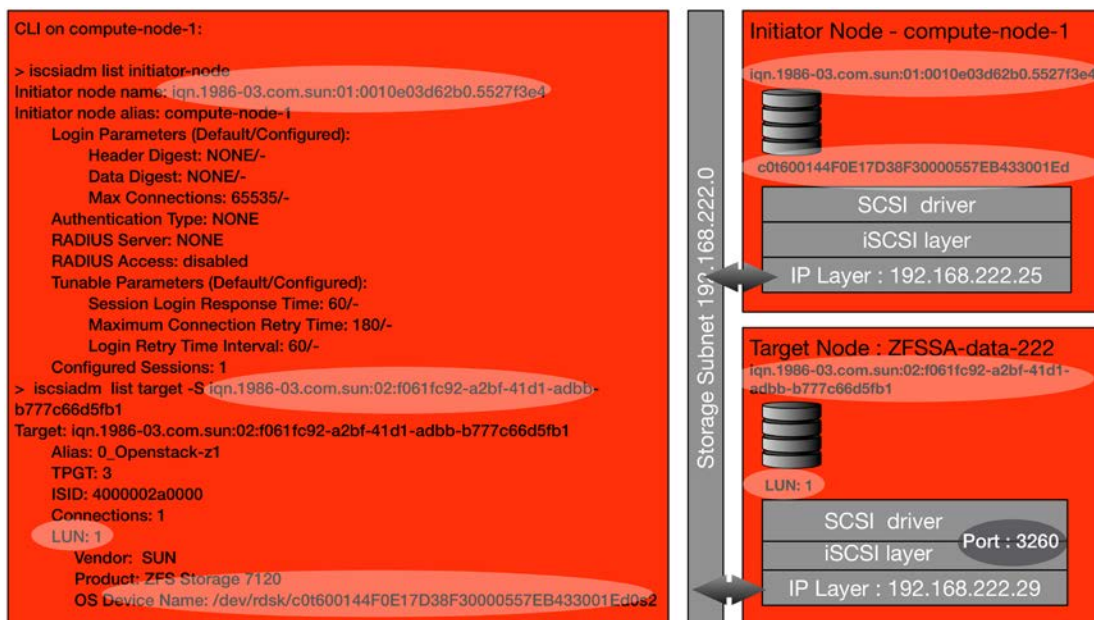 CLI on compute-node-1:
> iscsiadm list initiator-node
Initiator node name: iqn.1986-03.com.sun:01:0010e03d62b0.5527f3e4
Initiator node alias: compute-node-1
Login Parameters (Default/Configured):
Header Digest: NONE/-
Data Digest: NONE/-
Max Connections: 65535/-
Authentication Type: NONE
RADIUS Server: NONE
RADIUS Access: disabled
Tunable Parameters (Default/Configured):
Session Login Response Time: 60/-
Maximum Connection Retry Time: 180/-
Login Retry Time Interval: 60/-
Configured Sessions: 1
> iscsiadm list target -S iqn.1986-03.com.sun:02:f061fc92-a2bf-41d1-adbb-
b777c66d5fb1
Target: iqn.1986-03.com.sun:02:f061fc92-a2bf-41d1-adbb-b777c66d5fb1
Alias: 0_Openstack-z1
TPGT: 3
ISID: 4000002a0000
Connections: 1
LUN: 1
Vendor: SUN
Product: ZFS Storage 7120
OS Device Name: /dev/rdsk/c0t600144F0E17D38F30000557EB433001Ed0s2
Storage Subnet 192.168.222.0
Initiator Node - compute-node-1
iqn.1986-03.com.sun:01:0010e03d62b0.5527f3e4
c0t600144F0E17D38F30000557EB433001Ed
SCSI driver
iSCSI layer
IP Layer : 192.168.222.25
Target Node : ZFSSA-data-222
iqn.1986-03.com.sun:02:f061fc92-a2bf-41d1-
adbb-b777c66d5fb1
LUN: 1
SCSI driver
Port : 3260
iSCSI layer
IP Layer : 192.168.222.29